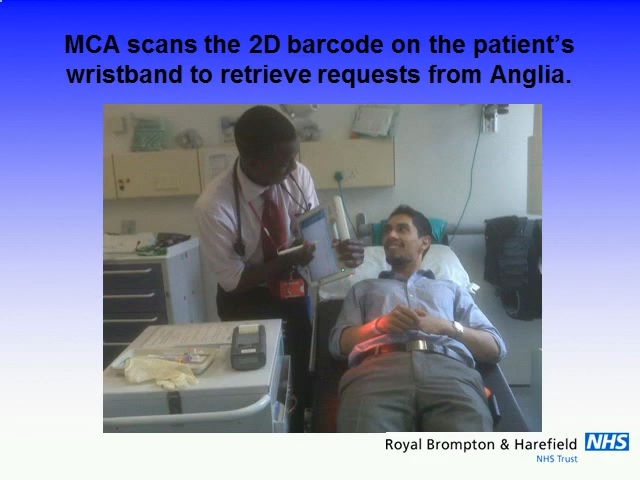 MCA scans the 2D barcode on the patient’s
wristband to retrieve requests from Anglia.
Royal Brompton & Harefield NHS
NHS Trust